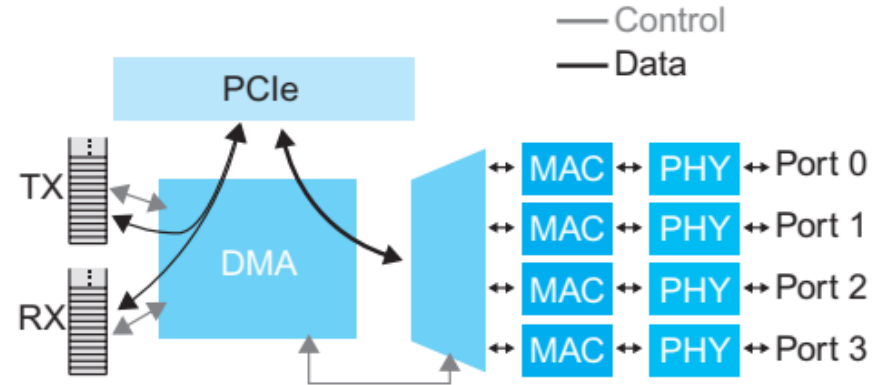 Control
Data
PCIe
TX
DMA
RX
MAC PHY Port 0
MAC PHY Port 1
MAC PHY Port 2
MAC PHY Port 3